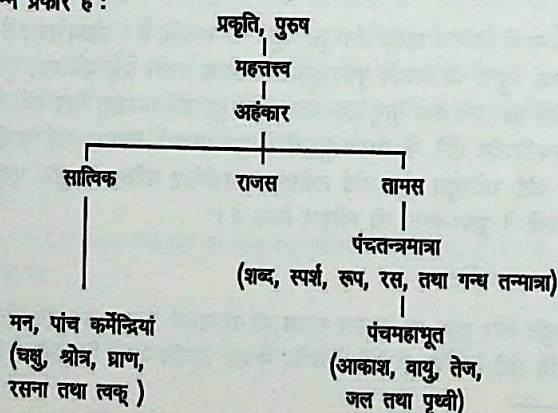 प्रकार है :
प्रकृति, पुरुष
महत्तत्त्व
अहंकार
सात्विक राजस तामस
पंचतन्त्रमात्रा
(शब्द, स्पर्श, रूप, रस, तथा गन्ध तन्मात्रा)
मन, पांच कर्मेन्द्रियां
(चक्षु, श्रोत्र, घ्राण,
रसना तथा त्वक् )
पंचमहाभूत
(आकाश, वायु, तेज,
जल तथा पृथ्वी)